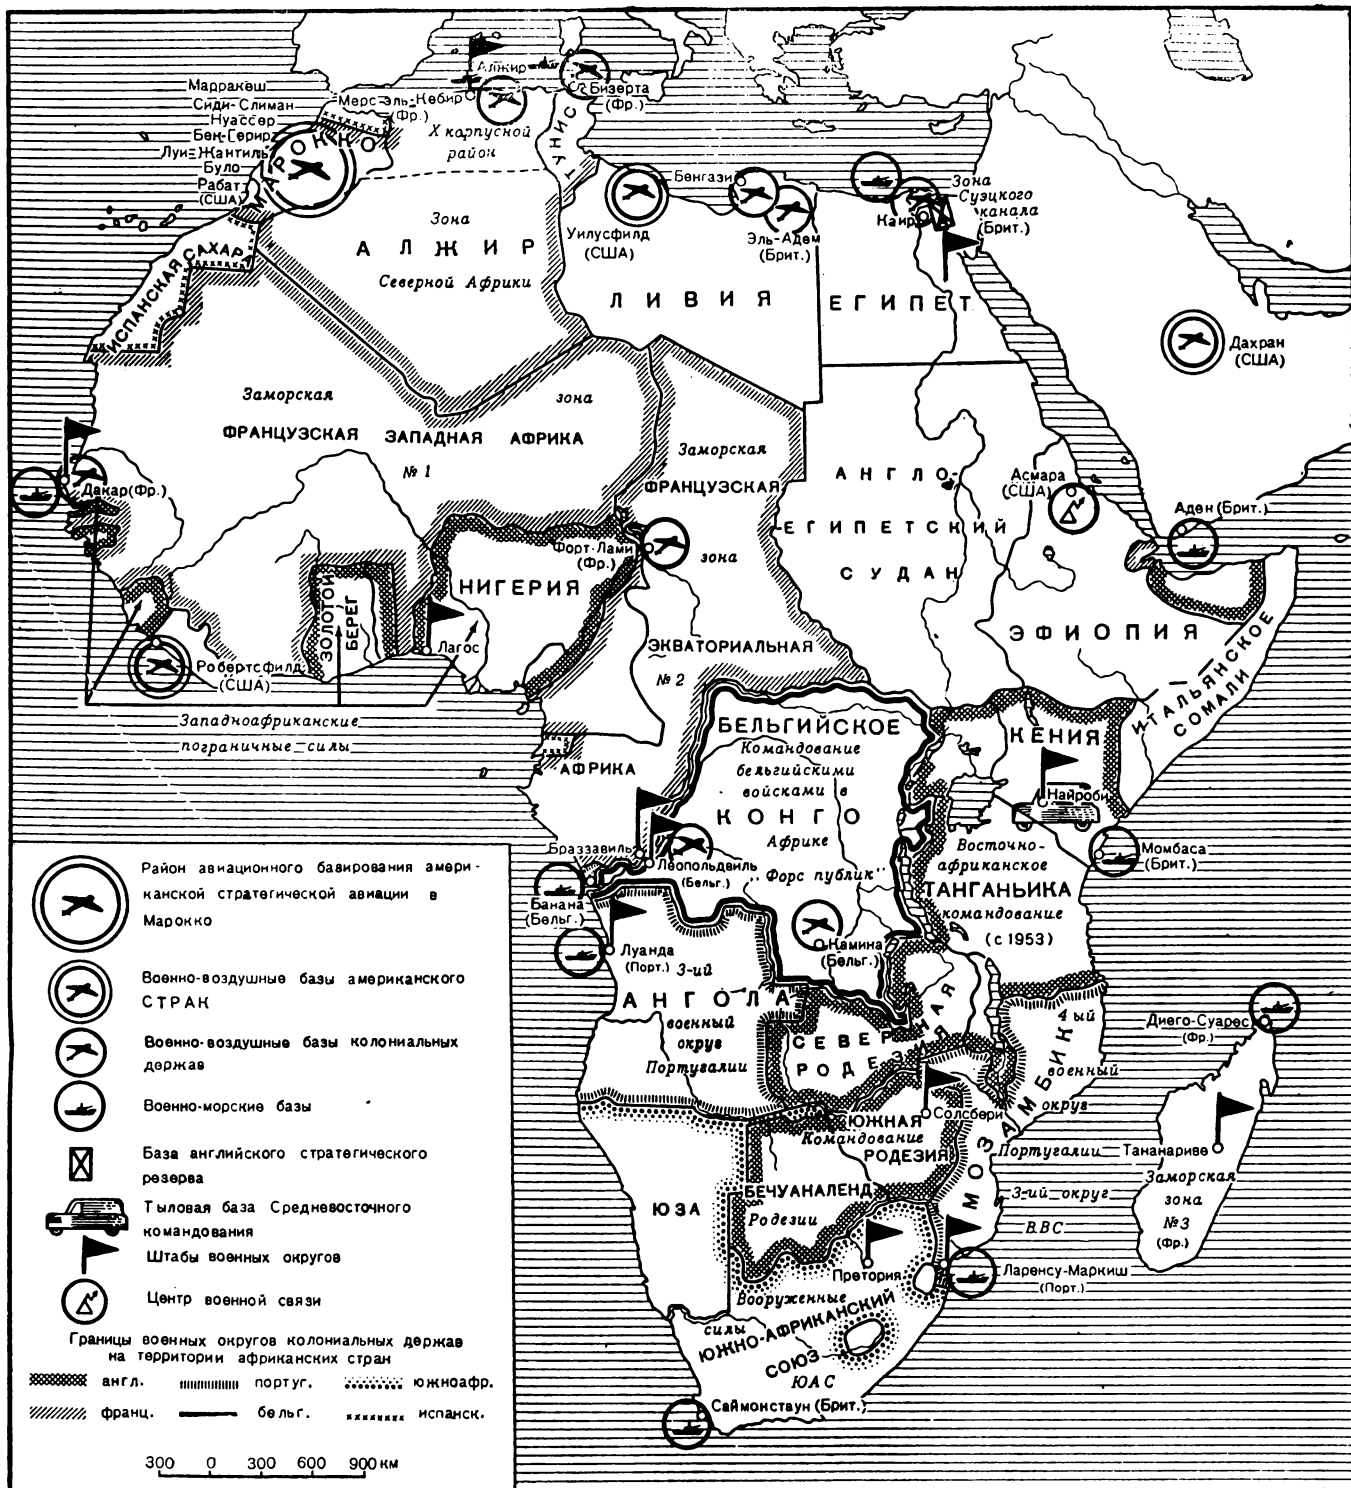 Марракеш
Сиди-Слиман
Нуассер
Бен-Герир
Луи-Жантиль
Було
Рабат
(США)
МАРОККО
Алжир
Мерс-эль-Кебир
(Фр.)
Бизерта
(Фр.)
X карпусной
район
ТУНИС
Зона
АЛЖИР
Северной Африки
Уилусфилд
(США)
Бенгази
Эль-Адем
(Брит.)
ЛИВИЯ
Каир
Зона
Суэцкого
канала
(Брит.)
ЕГИПЕТ
Дахран
(США)
ИСПАНСКАЯ САХАРА
Заморская зона
ФРАНЦУЗСКАЯ ЗАПАДНАЯ АФРИКА
№ 1
Дакар (Фр.)
Заморская
ФРАНЦУЗСКАЯ
зона
ЭКВАТОРИАЛЬНАЯ
№ 2
АФРИКА
АНГЛО-
ЕГИПЕТСКИЙ
СУДАН
Асмара
(США)
Аден (Брит.)
Форт-Лами
(Фр.)
НИГЕРИЯ
ЗОЛОТОЙ
БЕРЕГ
Лагос
Робертсфилд
(США)
Западноафриканские
пограничные силы
ЭФИОПИЯ
ИТАЛЬЯНСКОЕ
СОМАЛИ
БЕЛЬГИЙСКОЕ
Командование
бельгийскими
войсками в
КОНГО
Африке
„Форс публик"
КЕНИЯ
Найроби
Момбаса
(Брит.)
Восточно-
африканское
ТАНГАНЬИКА
командование
(с 1953)
Браззавиль
Леопольдвиль
(Бельг.)
Банана
(Бельг.)
Камина
(Бельг.)
Луанда
(Порт.)
3-ий
АНГОЛА
военный
округ
Португалии
СЕВЕРНАЯ
РОДЕЗИЯ
4-ый
военный
округ
Португалии
МОЗАМБИК
Диего-Суарес
(Фр.)
Солсбери
ЮЖНАЯ
Командование
РОДЕЗИЯ
Тананариве
Заморская
зона
№3
(Фр.)
ЮЗА
БЕЧУАНАЛЕНД
Родезии
3-ий округ
ВВС
Претория
Ларенсу-Маркиш
(Порт.)
Вооруженные
силы
ЮЖНО-АФРИКАНСКИЙ
СОЮЗ
ЮАС
Саймонстаун (Брит.)
Район авиационного базирования амери-
канской стратегической авиации в
Марокко
Военно-воздушные базы американского
СТРАК
Военно-воздушные базы колониальных
держав
Военно-морские базы
База английского стратегического
резерва
Тыловая база Средневосточного
командования
Штабы военных округов
Центр военной связи
Границы военных округов колониальных держав
на территории африканских стран
англ. португ. южноафр.
франц. бельг. испанск.
300 0 300 600 900 км